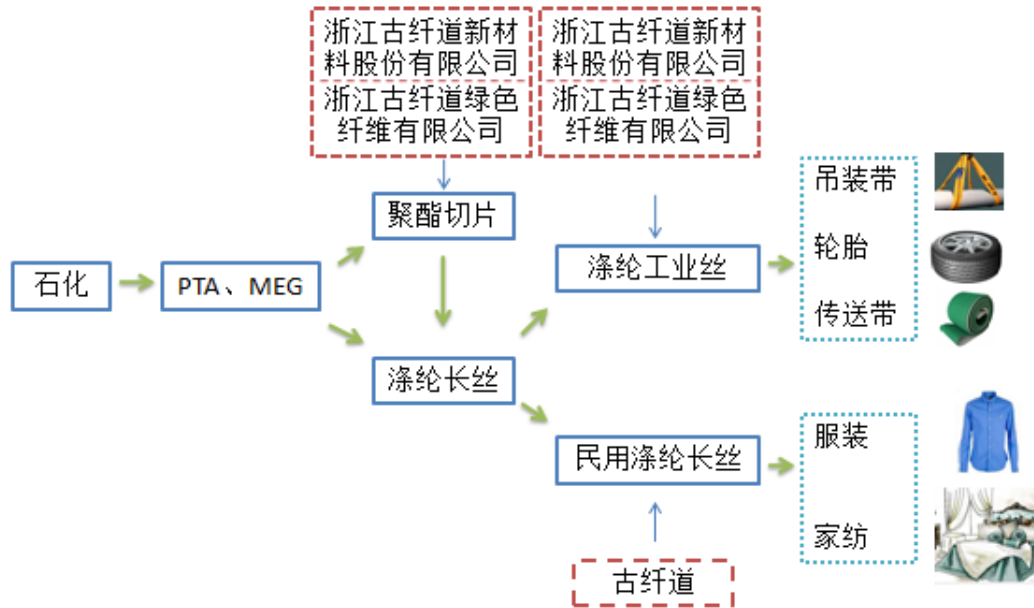 浙江古纤道新材
料股份有限公司
浙江古纤道绿色
纤维有限公司
浙江古纤道新材
料股份有限公司
浙江古纤道绿色
纤维有限公司
聚酯切片
吊装带
石化
PTA、MEG
涤纶工业丝
轮胎
传送带
涤纶长丝
民用涤纶长丝
服装
家纺
古纤道